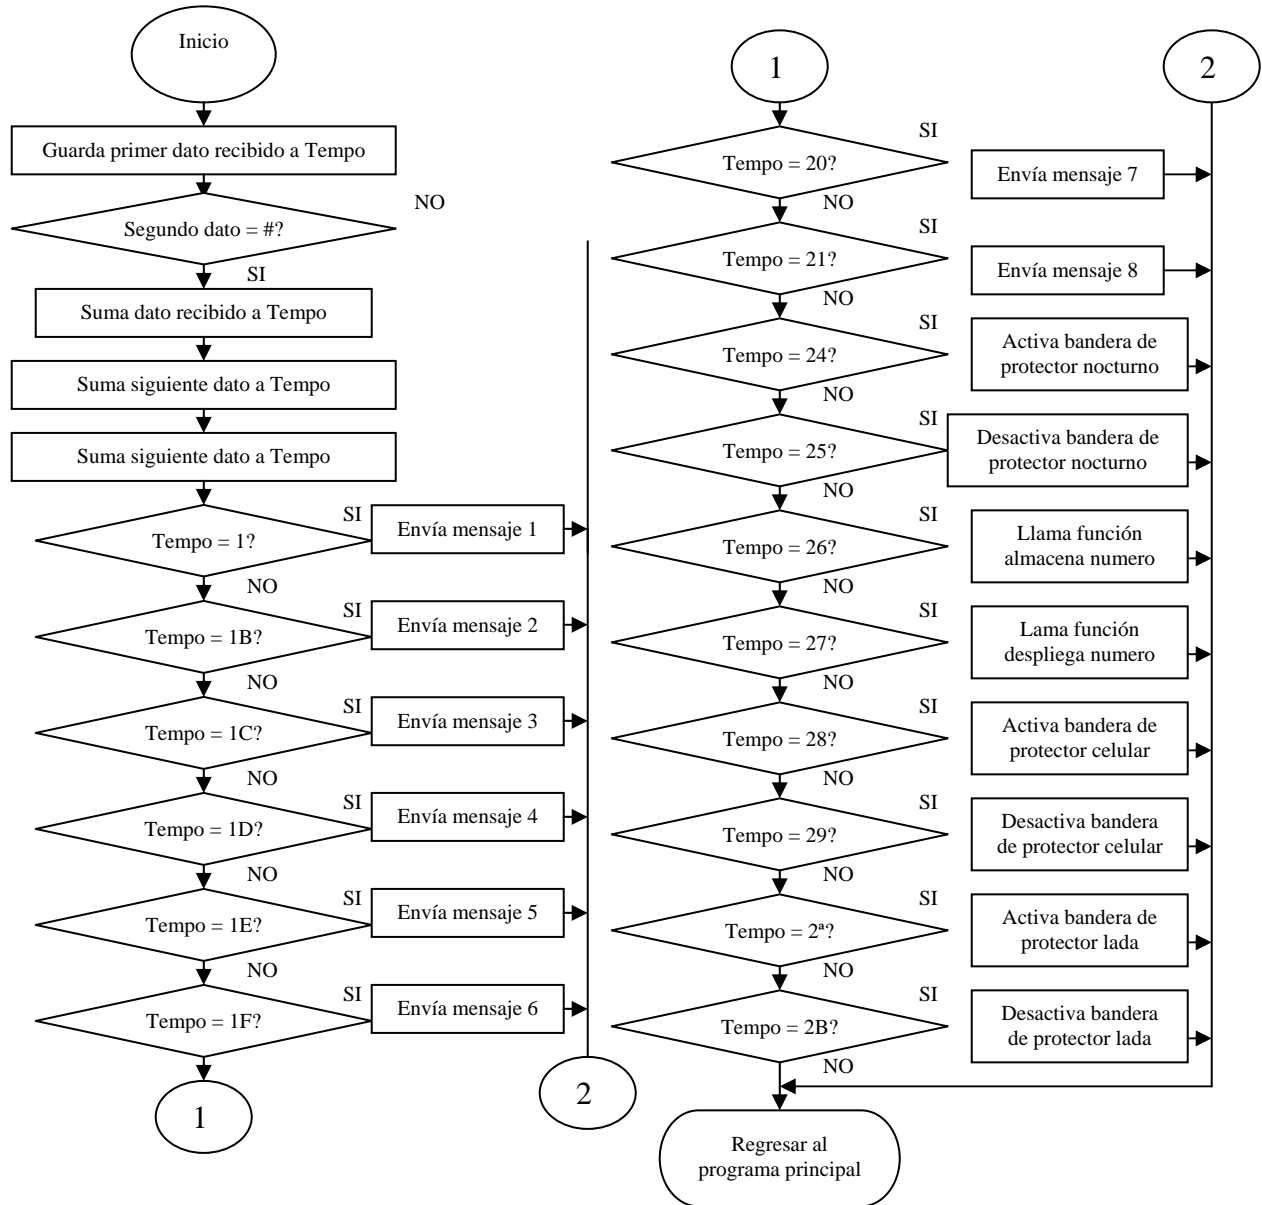 Inicio
Guarda primer dato recibido a Tempo
NO
Segundo dato = #?
SI
Suma dato recibido a Tempo
Suma siguiente dato a Tempo
Suma siguiente dato a Tempo
SI
Tempo = 1?
Envía mensaje 1
NO
SI
Tempo = 1B?
Envía mensaje 2
NO
SI
Tempo = 1C?
Envía mensaje 3
NO
SI
Tempo = 1D?
Envía mensaje 4
NO
SI
Tempo = 1E?
Envía mensaje 5
NO
SI
Tempo = 1F?
Envía mensaje 6
1
2
1
2
SI
Tempo = 20?
Envía mensaje 7
NO
SI
Tempo = 21?
Envía mensaje 8
NO
SI
Tempo = 24?
Activa bandera de
protector nocturno
NO
SI
Tempo = 25?
Desactiva bandera de
protector nocturno
NO
SI
Tempo = 26?
Llama función
almacena numero
NO
SI
Tempo = 27?
Lama función
despliega numero
NO
SI
Tempo = 28?
Activa bandera de
protector celular
NO
SI
Tempo = 29?
Desactiva bandera
de protector celular
NO
SI
Tempo = 2ª?
Activa bandera de
protector lada
NO
SI
Tempo = 2B?
Desactiva bandera
de protector lada
NO
Regresar al
programa principal